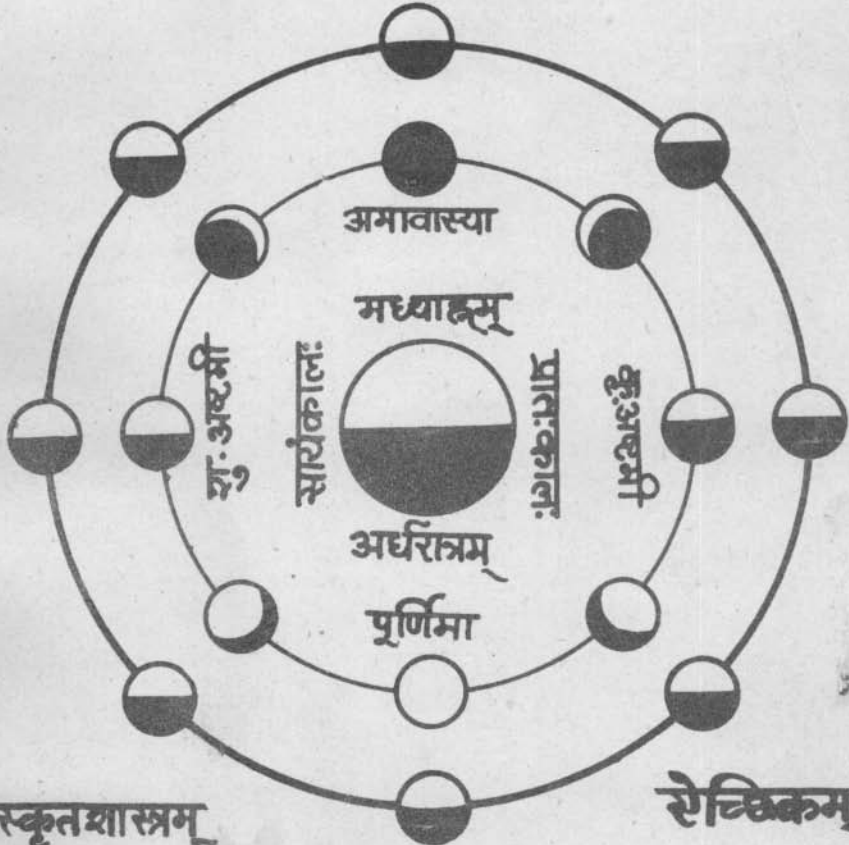 अमावास्या
मध्याह्नम्
शु. अष्टमी
सायंकालः
प्रातःकालः
कृ. अष्टमी
अर्धरात्रम्
पूर्णिमा
स्कृतशास्त्रम्
ऐच्छिकम्